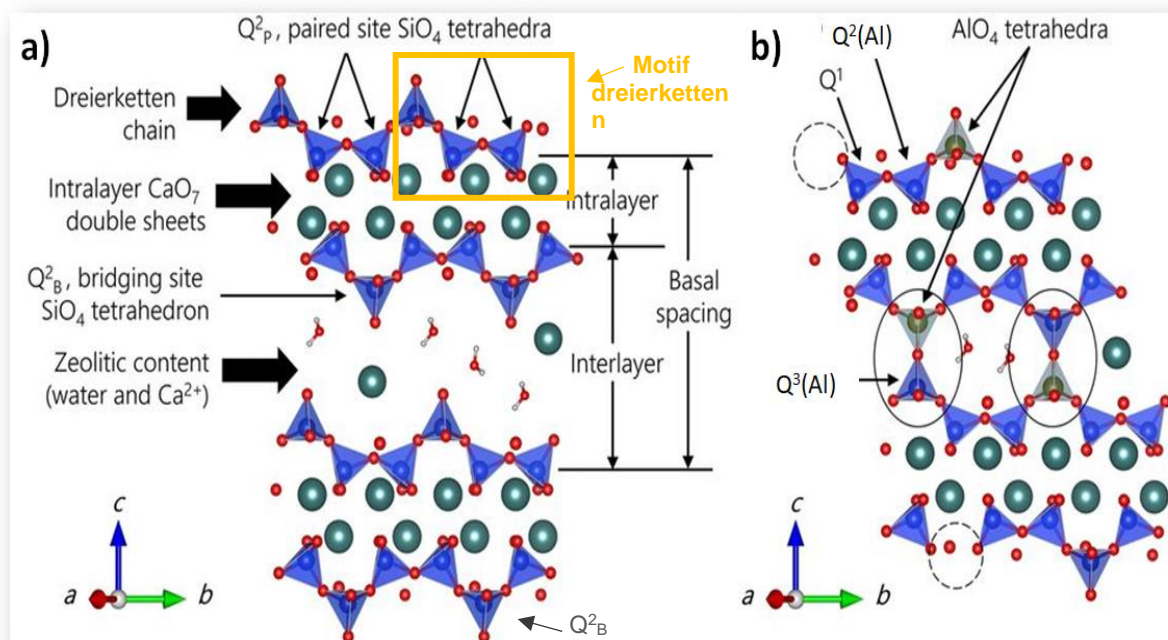 a)
Q²P, paired site SiO₄ tetrahedra
Motif
dreierketten
n
Dreierketten
chain
Intralayer CaO₇
double sheets
Q²B, bridging site
SiO₄ tetrahedron
Zeolitic content
(water and Ca²⁺)
Intralayer
Basal
spacing
Interlayer
c
a
b
Q²B
b)
Q²(Al)
AlO₄ tetrahedra
Q¹
Q³(Al)
c
a
b